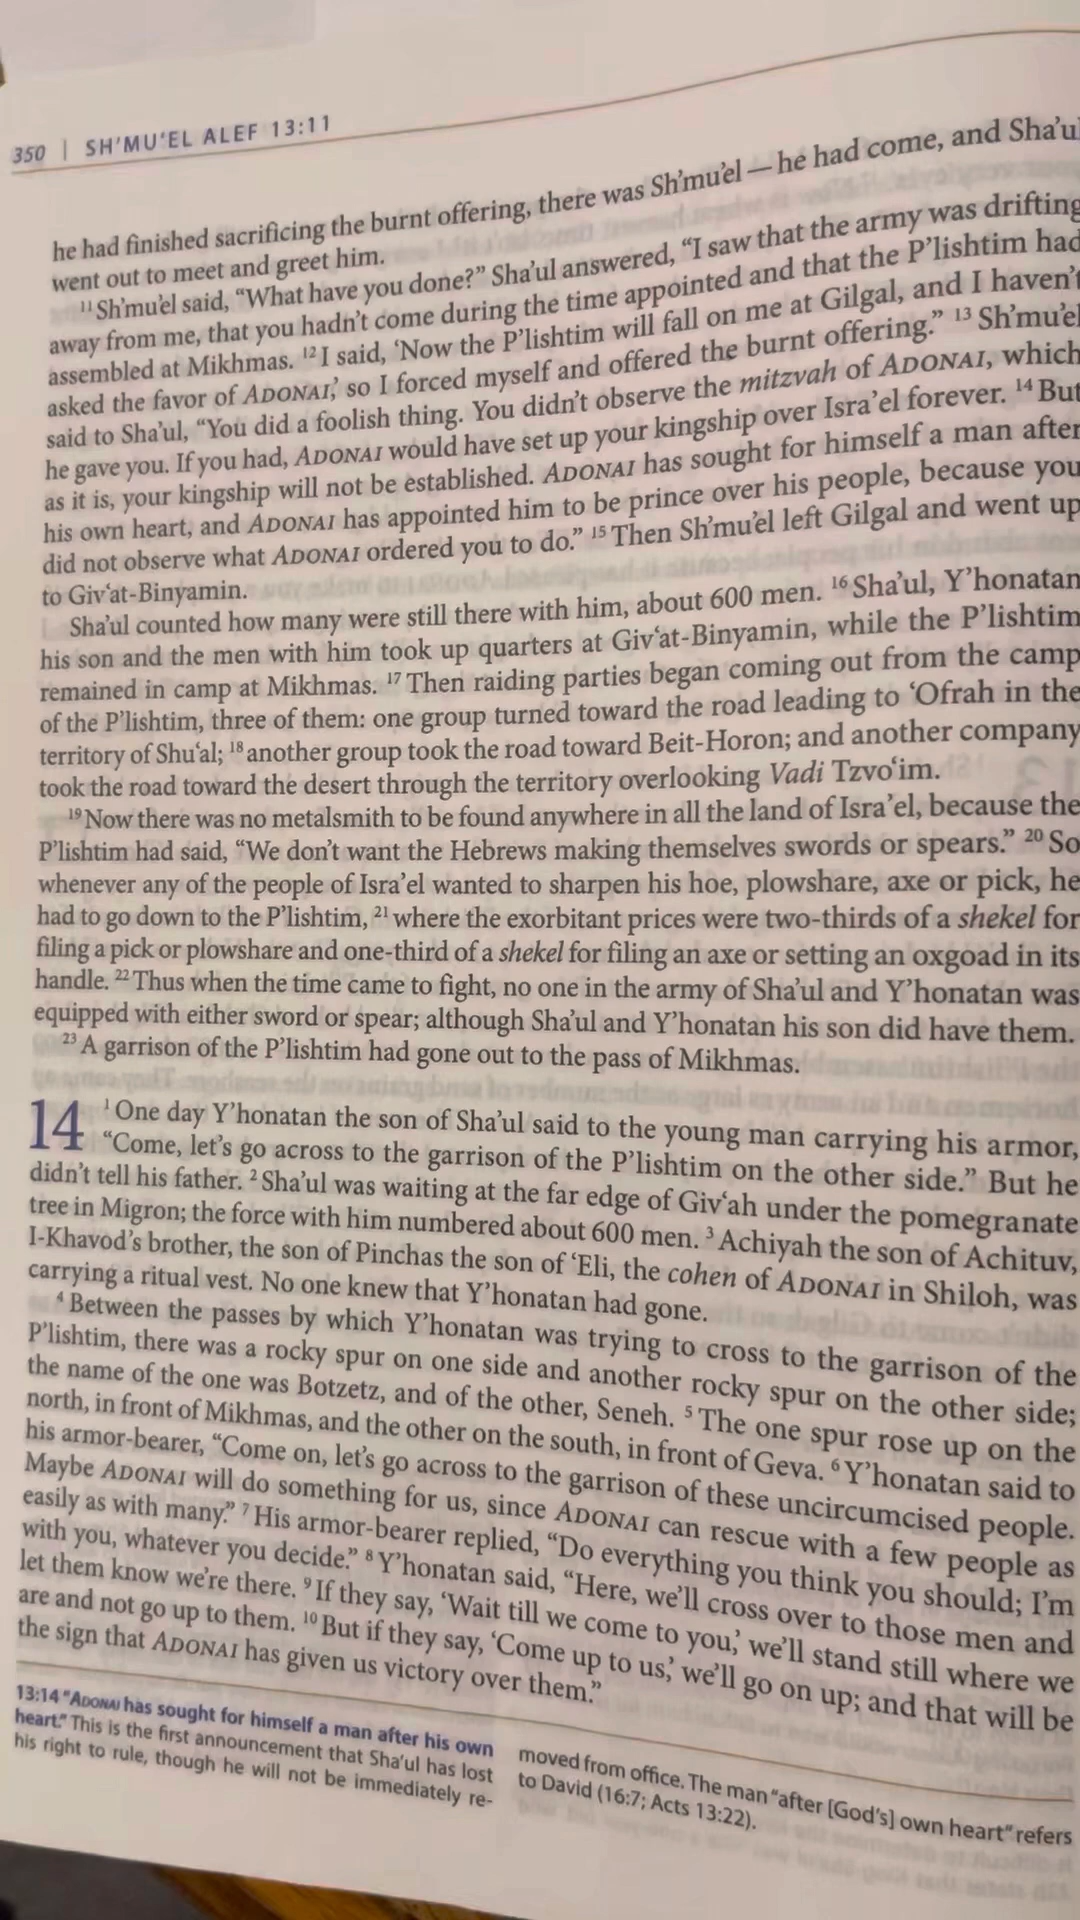 350 | SH'MU'EL ALEF 13:11
he had finished sacrificing the burnt offering, there was Sh'mu'el — he had come, and Sha'ul
went out to meet and greet him.
11 Sh'mu'el said, “What have you done?” Sha'ul answered, “I saw that the army was drifting
away from me, that you hadn't come during the time appointed and that the P'lishtim had
assembled at Mikhmas. 12 I said, ‘Now the P'lishtim will fall on me at Gilgal, and I haven't
asked the favor of ADONAI,’ so I forced myself and offered the burnt offering.” 13 Sh'mu'el
said to Sha'ul, “You did a foolish thing. You didn't observe the mitzvah of ADONAI, which
he gave you. If you had, ADONAI would have set up your kingship over Isra'el forever. 14 But
as it is, your kingship will not be established. ADONAI has sought for himself a man after
his own heart, and ADONAI has appointed him to be prince over his people, because you
did not observe what ADONAI ordered you to do.” 15 Then Sh'mu'el left Gilgal and went up
to Giv‘at-Binyamin.
Sha'ul counted how many were still there with him, about 600 men. 16 Sha'ul, Y'honatan
his son and the men with him took up quarters at Giv‘at-Binyamin, while the P'lishtim
remained in camp at Mikhmas. 17 Then raiding parties began coming out from the camp
of the P'lishtim, three of them: one group turned toward the road leading to ‘Ofrah in the
territory of Shu‘al; 18 another group took the road toward Beit-Horon; and another company
took the road toward the desert through the territory overlooking Vadi Tzvo‘im.
19 Now there was no metalsmith to be found anywhere in all the land of Isra'el, because the
P'lishtim had said, “We don't want the Hebrews making themselves swords or spears.” 20 So
whenever any of the people of Isra'el wanted to sharpen his hoe, plowshare, axe or pick, he
had to go down to the P'lishtim, 21 where the exorbitant prices were two-thirds of a shekel for
filing a pick or plowshare and one-third of a shekel for filing an axe or setting an oxgoad in its
handle. 22 Thus when the time came to fight, no one in the army of Sha'ul and Y'honatan was
equipped with either sword or spear; although Sha'ul and Y'honatan his son did have them.
23 A garrison of the P'lishtim had gone out to the pass of Mikhmas.
14 1 One day Y'honatan the son of Sha'ul said to the young man carrying his armor,
“Come, let's go across to the garrison of the P'lishtim on the other side.” But he
didn't tell his father. 2 Sha'ul was waiting at the far edge of Giv‘ah under the pomegranate
tree in Migron; the force with him numbered about 600 men. 3 Achiyah the son of Achituv,
I-Khavod's brother, the son of Pinchas the son of ‘Eli, the cohen of ADONAI in Shiloh, was
carrying a ritual vest. No one knew that Y'honatan had gone.
4 Between the passes by which Y'honatan was trying to cross to the garrison of the
P'lishtim, there was a rocky spur on one side and another rocky spur on the other side;
the name of the one was Botzetz, and of the other, Seneh. 5 The one spur rose up on the
north, in front of Mikhmas, and the other on the south, in front of Geva. 6 Y'honatan said to
his armor-bearer, “Come on, let's go across to the garrison of these uncircumcised people.
Maybe ADONAI will do something for us, since ADONAI can rescue with a few people as
easily as with many.” 7 His armor-bearer replied, “Do everything you think you should; I'm
with you, whatever you decide.” 8 Y'honatan said, “Here, we'll cross over to those men and
let them know we're there. 9 If they say, ‘Wait till we come to you,’ we'll stand still where we
are and not go up to them. 10 But if they say, ‘Come up to us,’ we'll go on up; and that will be
the sign that ADONAI has given us victory over them.”
13:14 “ADONAI has sought for himself a man after his own
heart.” This is the first announcement that Sha'ul has lost
his right to rule, though he will not be immediately re-
moved from office. The man “after [God's] own heart” refers
to David (16:7; Acts 13:22).